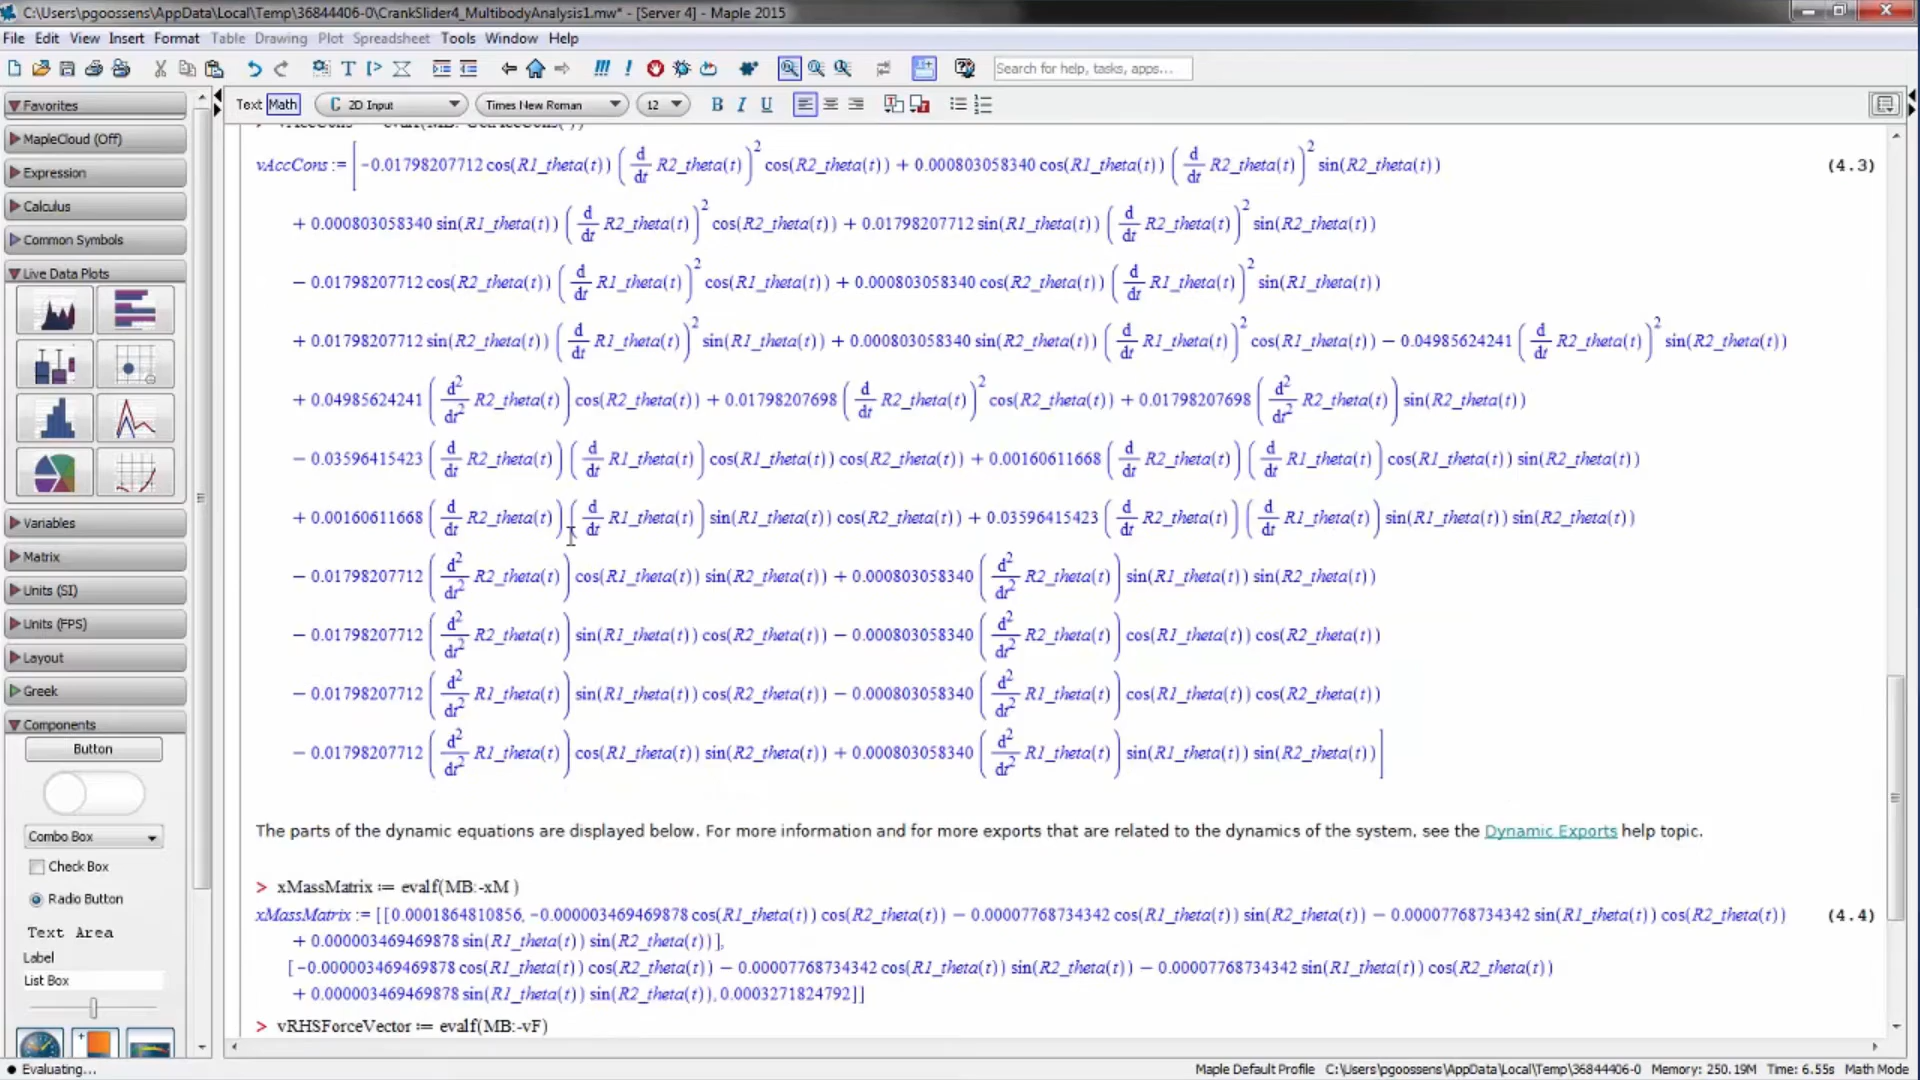 C:\Users\pgoossens\AppData\Local\Temp\36844406-0\CrankSlider4_MultibodyAnalysis1.mw* - [Server 4] - Maple 2015
File Edit View Insert Format Table Drawing Plot Spreadsheet Tools Window Help
Search for help, tasks, apps...
Text Math C 2D Input Times New Roman 12 B I U
Favorites
MapleCloud (Off)
Expression
Calculus
Common Symbols
Live Data Plots
Variables
Matrix
Units (SI)
Units (FPS)
Layout
Greek
Components
Button
Combo Box
Check Box
Radio Button
Text Area
Label
List Box
vAccCons := [-0.01798207712 cos(R1_theta(t)) (d/dt R2_theta(t))^2 cos(R2_theta(t)) + 0.000803058340 cos(R1_theta(t)) (d/dt R2_theta(t))^2 sin(R2_theta(t)) (4.3)
+ 0.000803058340 sin(R1_theta(t)) (d/dt R2_theta(t))^2 cos(R2_theta(t)) + 0.01798207712 sin(R1_theta(t)) (d/dt R2_theta(t))^2 sin(R2_theta(t))
- 0.01798207712 cos(R2_theta(t)) (d/dt R1_theta(t))^2 cos(R1_theta(t)) + 0.000803058340 cos(R2_theta(t)) (d/dt R1_theta(t))^2 sin(R1_theta(t))
+ 0.01798207712 sin(R2_theta(t)) (d/dt R1_theta(t))^2 sin(R1_theta(t)) + 0.000803058340 sin(R2_theta(t)) (d/dt R1_theta(t))^2 cos(R1_theta(t)) - 0.04985624241 (d/dt R2_theta(t))^2 sin(R2_theta(t))
+ 0.04985624241 (d^2/dt^2 R2_theta(t)) cos(R2_theta(t)) + 0.01798207698 (d/dt R2_theta(t))^2 cos(R2_theta(t)) + 0.01798207698 (d^2/dt^2 R2_theta(t)) sin(R2_theta(t))
- 0.03596415423 (d/dt R2_theta(t)) (d/dt R1_theta(t)) cos(R1_theta(t)) cos(R2_theta(t)) + 0.00160611668 (d/dt R2_theta(t)) (d/dt R1_theta(t)) cos(R1_theta(t)) sin(R2_theta(t))
+ 0.00160611668 (d/dt R2_theta(t)) (d/dt R1_theta(t)) sin(R1_theta(t)) cos(R2_theta(t)) + 0.03596415423 (d/dt R2_theta(t)) (d/dt R1_theta(t)) sin(R1_theta(t)) sin(R2_theta(t))
- 0.01798207712 (d^2/dt^2 R2_theta(t)) cos(R1_theta(t)) sin(R2_theta(t)) + 0.000803058340 (d^2/dt^2 R2_theta(t)) sin(R1_theta(t)) sin(R2_theta(t))
- 0.01798207712 (d^2/dt^2 R2_theta(t)) sin(R1_theta(t)) cos(R2_theta(t)) - 0.000803058340 (d^2/dt^2 R2_theta(t)) cos(R1_theta(t)) cos(R2_theta(t))
- 0.01798207712 (d^2/dt^2 R1_theta(t)) sin(R1_theta(t)) cos(R2_theta(t)) - 0.000803058340 (d^2/dt^2 R1_theta(t)) cos(R1_theta(t)) cos(R2_theta(t))
- 0.01798207712 (d^2/dt^2 R1_theta(t)) cos(R1_theta(t)) sin(R2_theta(t)) + 0.000803058340 (d^2/dt^2 R1_theta(t)) sin(R1_theta(t)) sin(R2_theta(t))]
The parts of the dynamic equations are displayed below. For more information and for more exports that are related to the dynamics of the system, see the Dynamic Exports help topic.
> xMassMatrix := evalf(MB:-xM )
xMassMatrix := [[0.0001864810856, -0.000003469469878 cos(R1_theta(t)) cos(R2_theta(t)) - 0.00007768734342 cos(R1_theta(t)) sin(R2_theta(t)) - 0.00007768734342 sin(R1_theta(t)) cos(R2_theta(t)) (4.4)
+ 0.000003469469878 sin(R1_theta(t)) sin(R2_theta(t))],
[-0.000003469469878 cos(R1_theta(t)) cos(R2_theta(t)) - 0.00007768734342 cos(R1_theta(t)) sin(R2_theta(t)) - 0.00007768734342 sin(R1_theta(t)) cos(R2_theta(t))
+ 0.000003469469878 sin(R1_theta(t)) sin(R2_theta(t)), 0.0003271824792]]
> vRHSForceVector := evalf(MB:-vF)
Evaluating... Maple Default Profile C:\Users\pgoossens\AppData\Local\Temp\36844406-0 Memory: 250.19M Time: 6.55s Math Mode